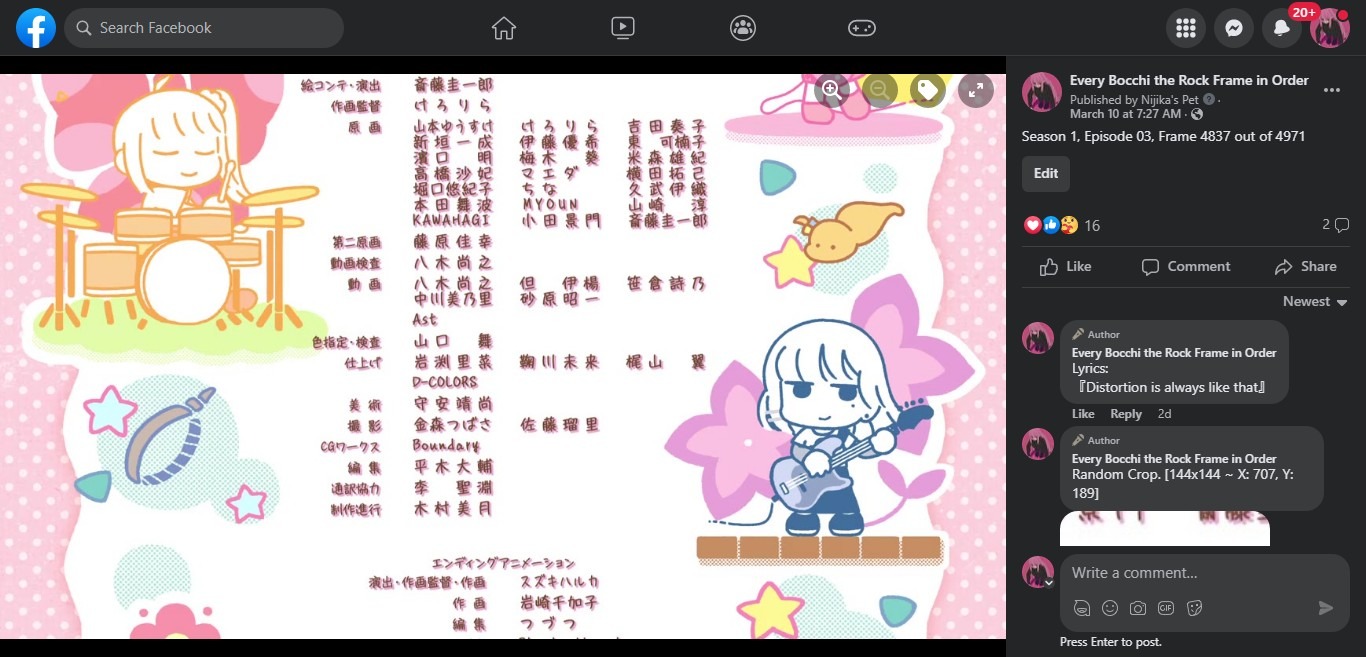 Search Facebook
20+
絵コンテ・演出 斎藤圭一郎
作画監督 けろりら
原画 山本ゆうすけ けろりら 吉田奏子
新垣一成 伊藤優希 東 可楠子
濱口 明 梅木 葵 米森雄紀
高橋沙妃 マエダ 横田拓己
堀口悠紀子 ちな 久武伊織
本田舞波 MYOUN 山崎 淳
KAWAHAGI 小田景門 斎藤圭一郎
第二原画 藤原佳幸
動画検査 八木尚之
動画 八木尚之 但 伊楊 笹倉詩乃
中川美乃里 砂原昭一
Ast
色指定・検査 山口 舞
仕上げ 岩渕里菜 鞠川未来 梶山 翼
D-COLORS
美術 守安靖尚
撮影 金森つばさ 佐藤瑠里
CGワークス Boundary
編集 平木大輔
通訳協力 李 聖淵
制作進行 木村美月
エンディングアニメーション
演出・作画監督・作画 スズキハルカ
作画 岩崎千加子
編集 つづつ
Every Bocchi the Rock Frame in Order
Published by Nijika's Pet
March 10 at 7:27 AM
Season 1, Episode 03, Frame 4837 out of 4971
Edit
16
2
Like Comment Share
Newest
Author
Every Bocchi the Rock Frame in Order
Lyrics:
『Distortion is always like that』
Like Reply 2d
Author
Every Bocchi the Rock Frame in Order
Random Crop. [144x144 ~ X: 707, Y:
189]
Write a comment...
GIF
Press Enter to post.